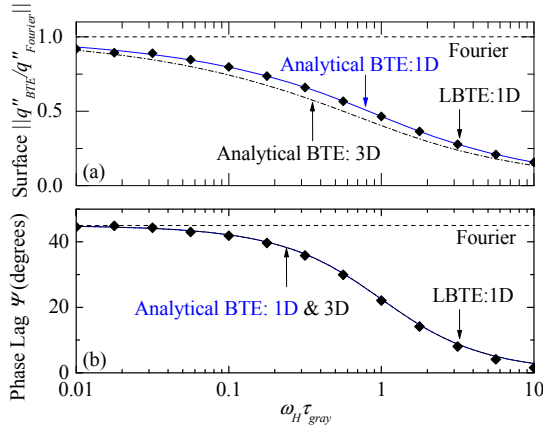 Surface ||q″BTE/q″Fourier||
1.0
0.5
0.0
Fourier
Analytical BTE:1D
LBTE:1D
Analytical BTE: 3D
(a)
Phase Lag Ψ(degrees)
40
20
0
Fourier
Analytical BTE: 1D & 3D
LBTE:1D
(b)
0.01
0.1
1
10
ωHτgray